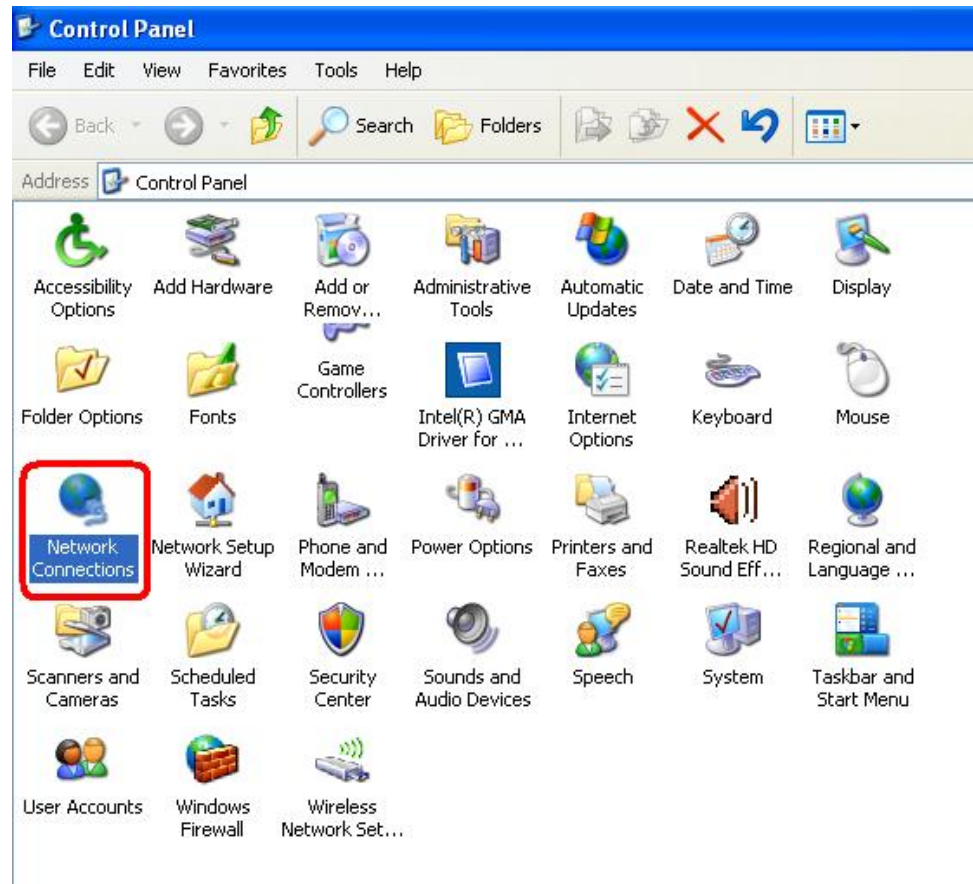 Control Panel
File Edit View Favorites Tools Help
Back Search Folders
Address Control Panel
Accessibility Options
Add Hardware
Add or Remov...
Administrative Tools
Automatic Updates
Date and Time
Display
Folder Options
Fonts
Game Controllers
Intel(R) GMA Driver for ...
Internet Options
Keyboard
Mouse
Network Connections
Network Setup Wizard
Phone and Modem ...
Power Options
Printers and Faxes
Realtek HD Sound Eff...
Regional and Language ...
Scanners and Cameras
Scheduled Tasks
Security Center
Sounds and Audio Devices
Speech
System
Taskbar and Start Menu
User Accounts
Windows Firewall
Wireless Network Set...